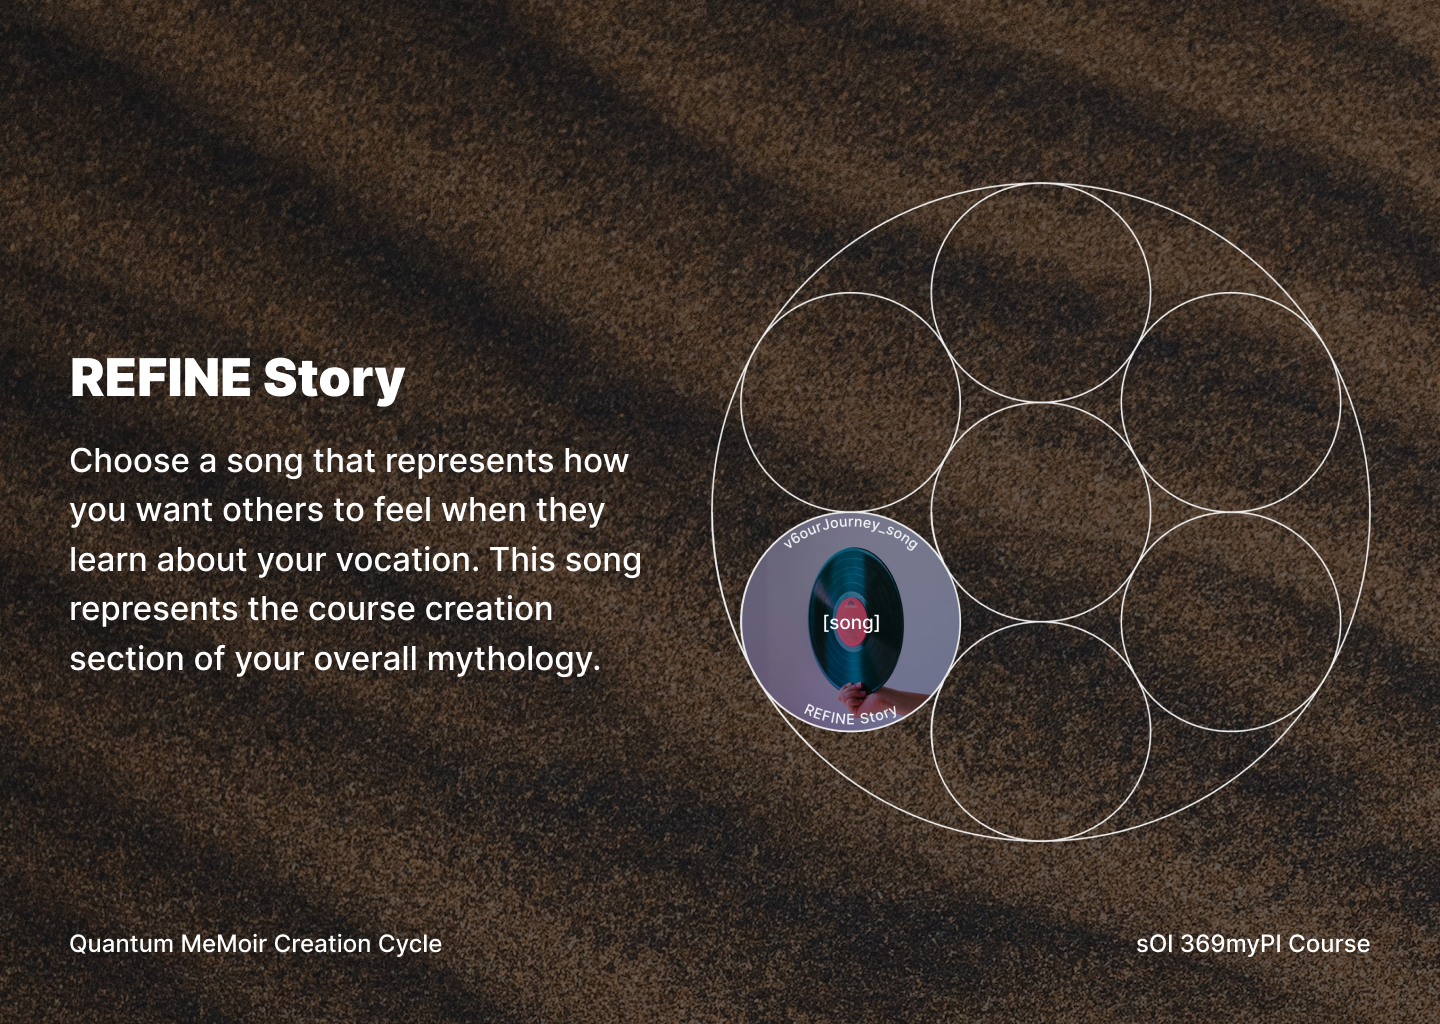 REFINE Story
Choose a song that represents how
you want others to feel when they
learn about your vocation. This song
represents the course creation
section of your overall mythology.
v6ourJourney_song
[song]
REFINE Story
Quantum MeMoir Creation Cycle
sOI 369myPI Course